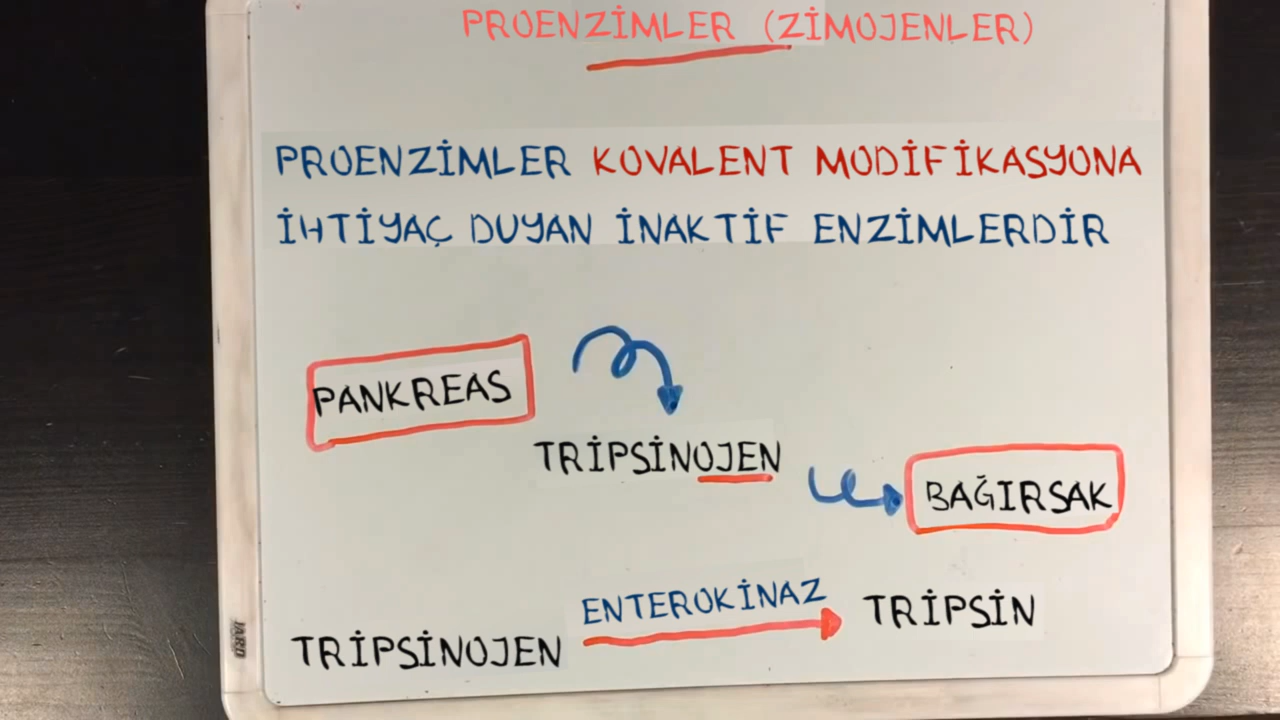 PROENZİMLER (ZİMOJENLER)
PROENZİMLER KOVALENT MODİFİKASYONA
İHTİYAÇ DUYAN İNAKTİF ENZİMLERDİR
PANKREAS
TRİPSİNOJEN
BAĞIRSAK
ENTEROKİNAZ
TRİPSİNOJEN
TRİPSİN